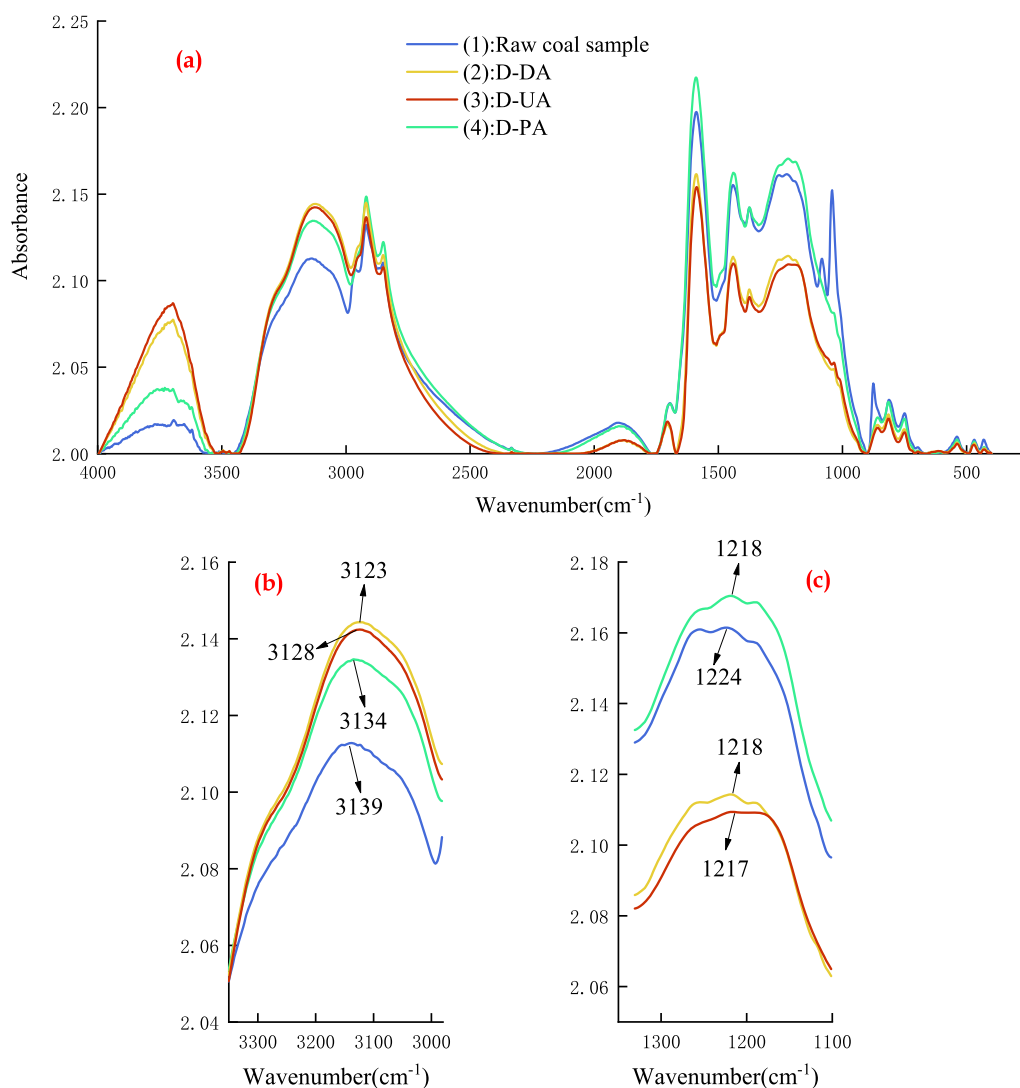 (a)
(1):Raw coal sample
(2):D-DA
(3):D-UA
(4):D-PA
Absorbance
2.25
2.20
2.15
2.10
2.05
2.00
4000 3500 3000 2500 2000 1500 1000 500
Wavenumber(cm⁻¹)
(b)
2.16
2.14
2.12
2.10
2.08
2.06
2.04
3123
3128
3134
3139
3300 3200 3100 3000
Wavenumber(cm⁻¹)
(c)
2.18
2.16
2.14
2.12
2.10
2.08
2.06
1218
1224
1218
1217
1300 1200 1100
Wavenumber(cm⁻¹)